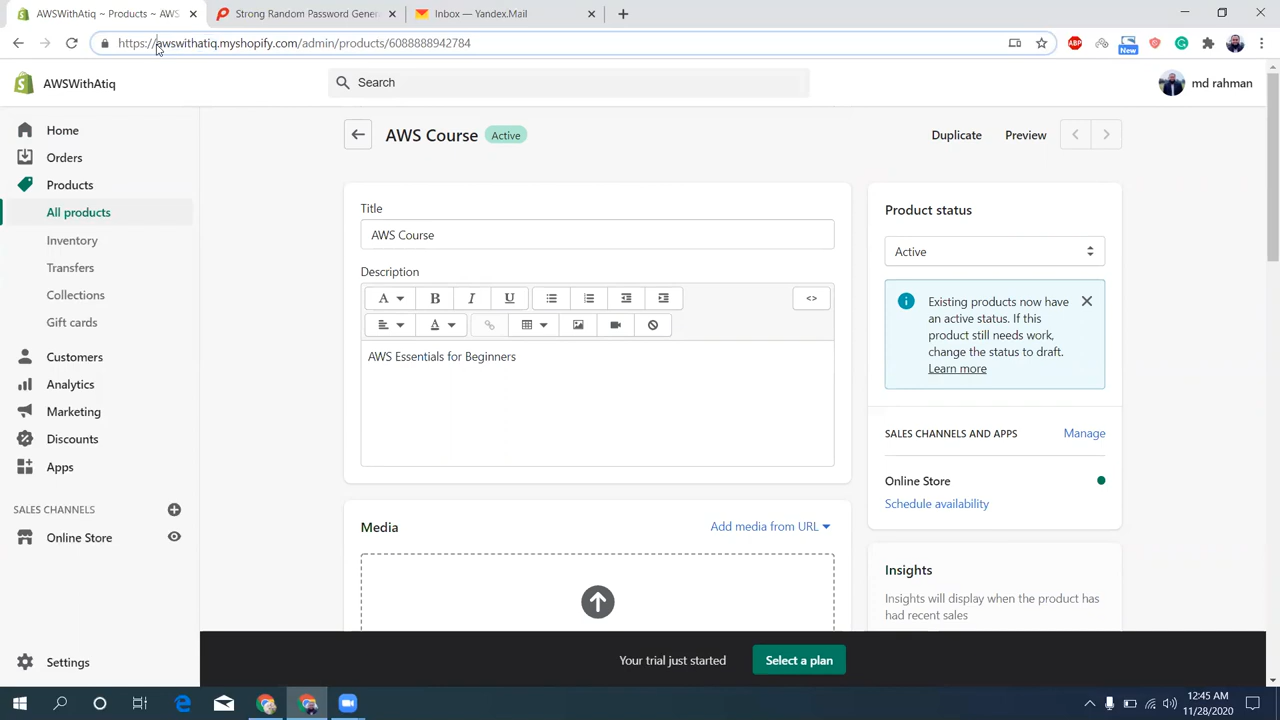 AWSWithAtiq ~ Products ~ AWS
Strong Random Password Gener
Inbox — Yandex.Mail
https://awswithatiq.myshopify.com/admin/products/6088888942784
ABP
New
AWSWithAtiq
Search
md rahman
Home
Orders
Products
All products
Inventory
Transfers
Collections
Gift cards
Customers
Analytics
Marketing
Discounts
Apps
SALES CHANNELS
Online Store
Settings
AWS Course
Active
Duplicate
Preview
Title
AWS Course
Description
A
B
I
U
<>
A
AWS Essentials for Beginners
Media
Add media from URL
Product status
Active
Existing products now have
an active status. If this
product still needs work,
change the status to draft.
Learn more
SALES CHANNELS AND APPS
Manage
Online Store
Schedule availability
Insights
Insights will display when the product has
had recent sales
Your trial just started
Select a plan
12:45 AM
11/28/2020